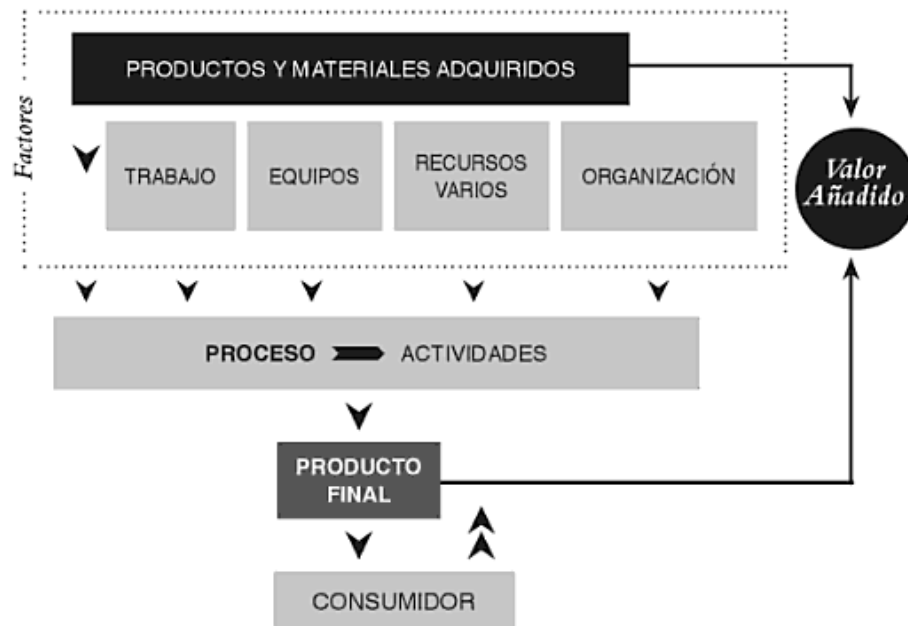 Factores
PRODUCTOS Y MATERIALES ADQUIRIDOS
TRABAJO
EQUIPOS
RECURSOS
VARIOS
ORGANIZACIÓN
Valor
Añadido
PROCESO ACTIVIDADES
PRODUCTO
FINAL
CONSUMIDOR